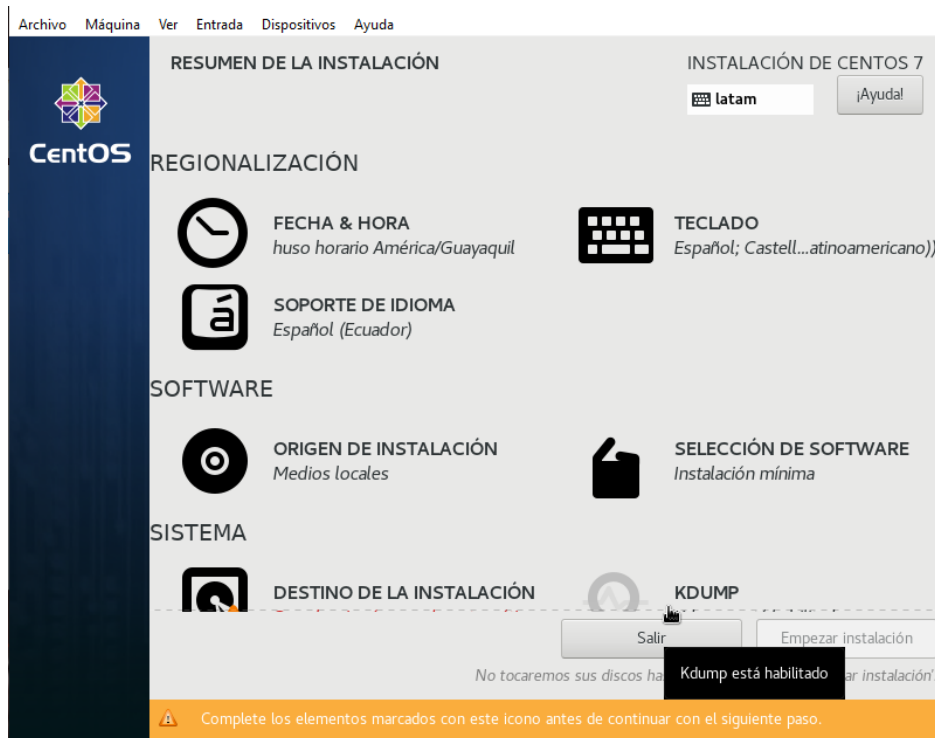 Archivo Máquina Ver Entrada Dispositivos Ayuda
RESUMEN DE LA INSTALACIÓN
INSTALACIÓN DE CENTOS 7
latam
¡Ayuda!
CentOS
REGIONALIZACIÓN
FECHA & HORA
huso horario América/Guayaquil
TECLADO
Español; Castell...atinoamericano))
á
SOPORTE DE IDIOMA
Español (Ecuador)
SOFTWARE
ORIGEN DE INSTALACIÓN
Medios locales
SELECCIÓN DE SOFTWARE
Instalación mínima
SISTEMA
DESTINO DE LA INSTALACIÓN
KDUMP
Salir
Empezar instalación
No tocaremos sus discos
Kdump está habilitado
instalación'
Complete los elementos marcados con este icono antes de continuar con el siguiente paso.